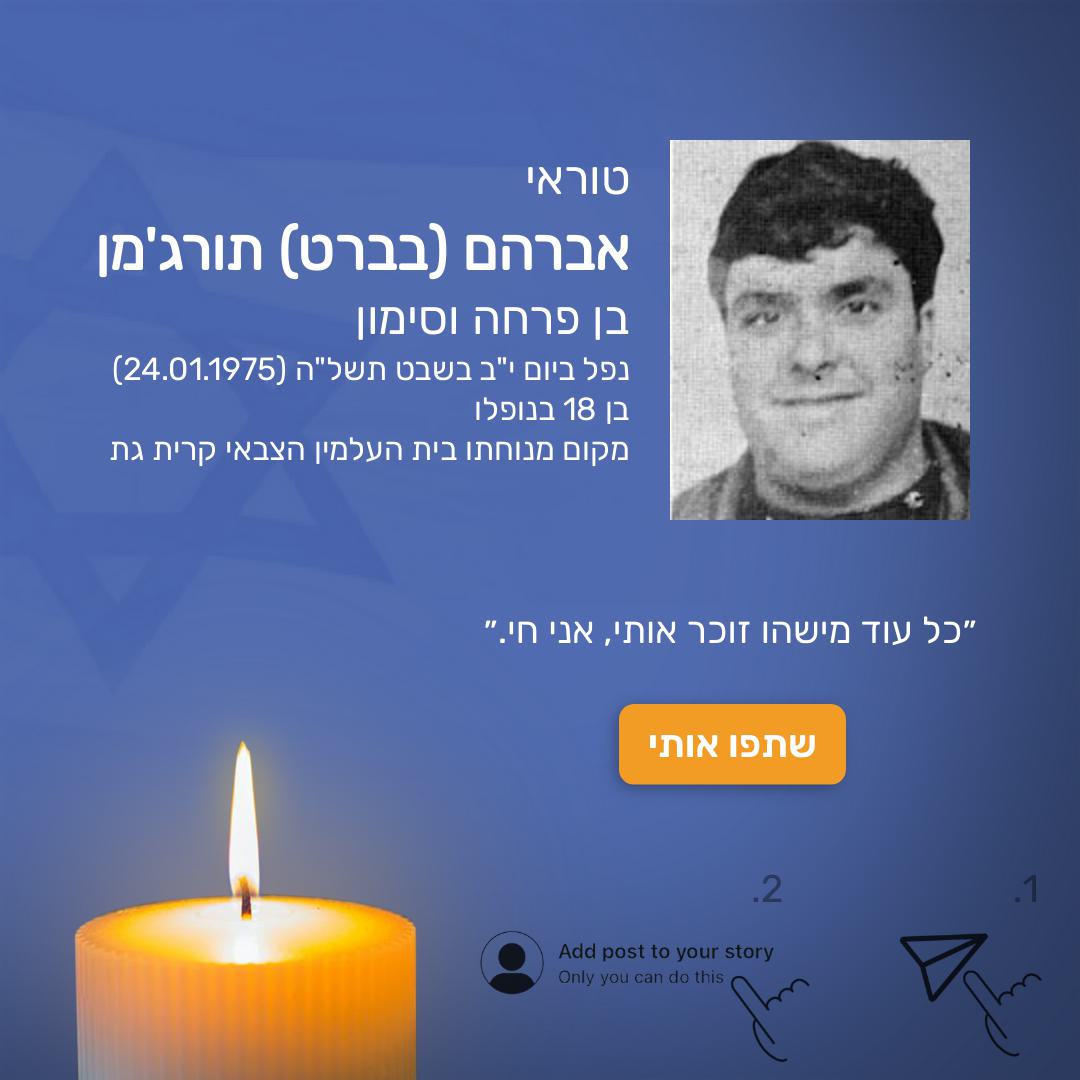 טוראי
אברהם (בברט) תורג'מן
בן פרחה וסימון
נפל ביום י"ב בשבט תשל"ה (24.01.1975)
בן 18 בנופלו
מקום מנוחתו בית העלמין הצבאי קרית גת
״כל עוד מישהו זוכר אותי, אני חי.״
שתפו אותי
.1
.2
Add post to your story
Only you can do this